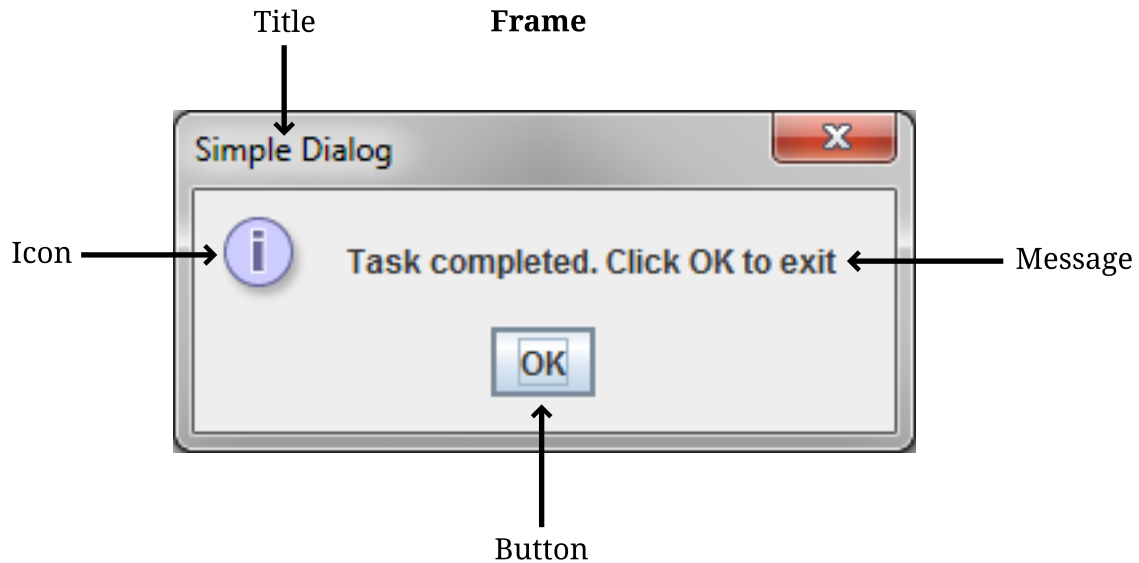 Title
Frame
Simple Dialog
Icon
i
Task completed. Click OK to exit
Message
OK
Button